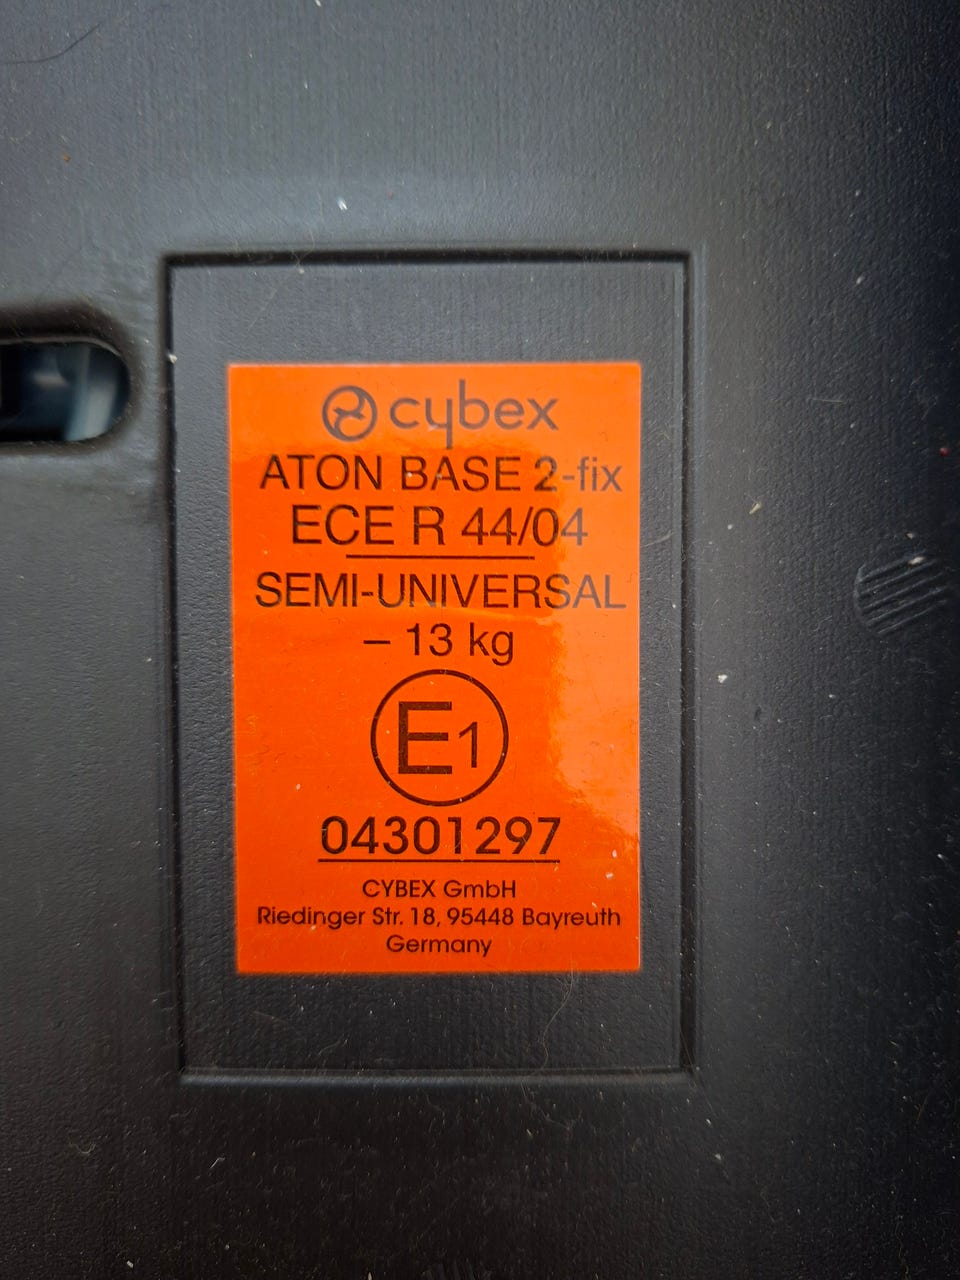 cybex
ATON BASE 2-fix
ECE R 44/04
SEMI-UNIVERSAL
– 13 kg
E1
04301297
CYBEX GmbH
Riedinger Str. 18, 95448 Bayreuth
Germany